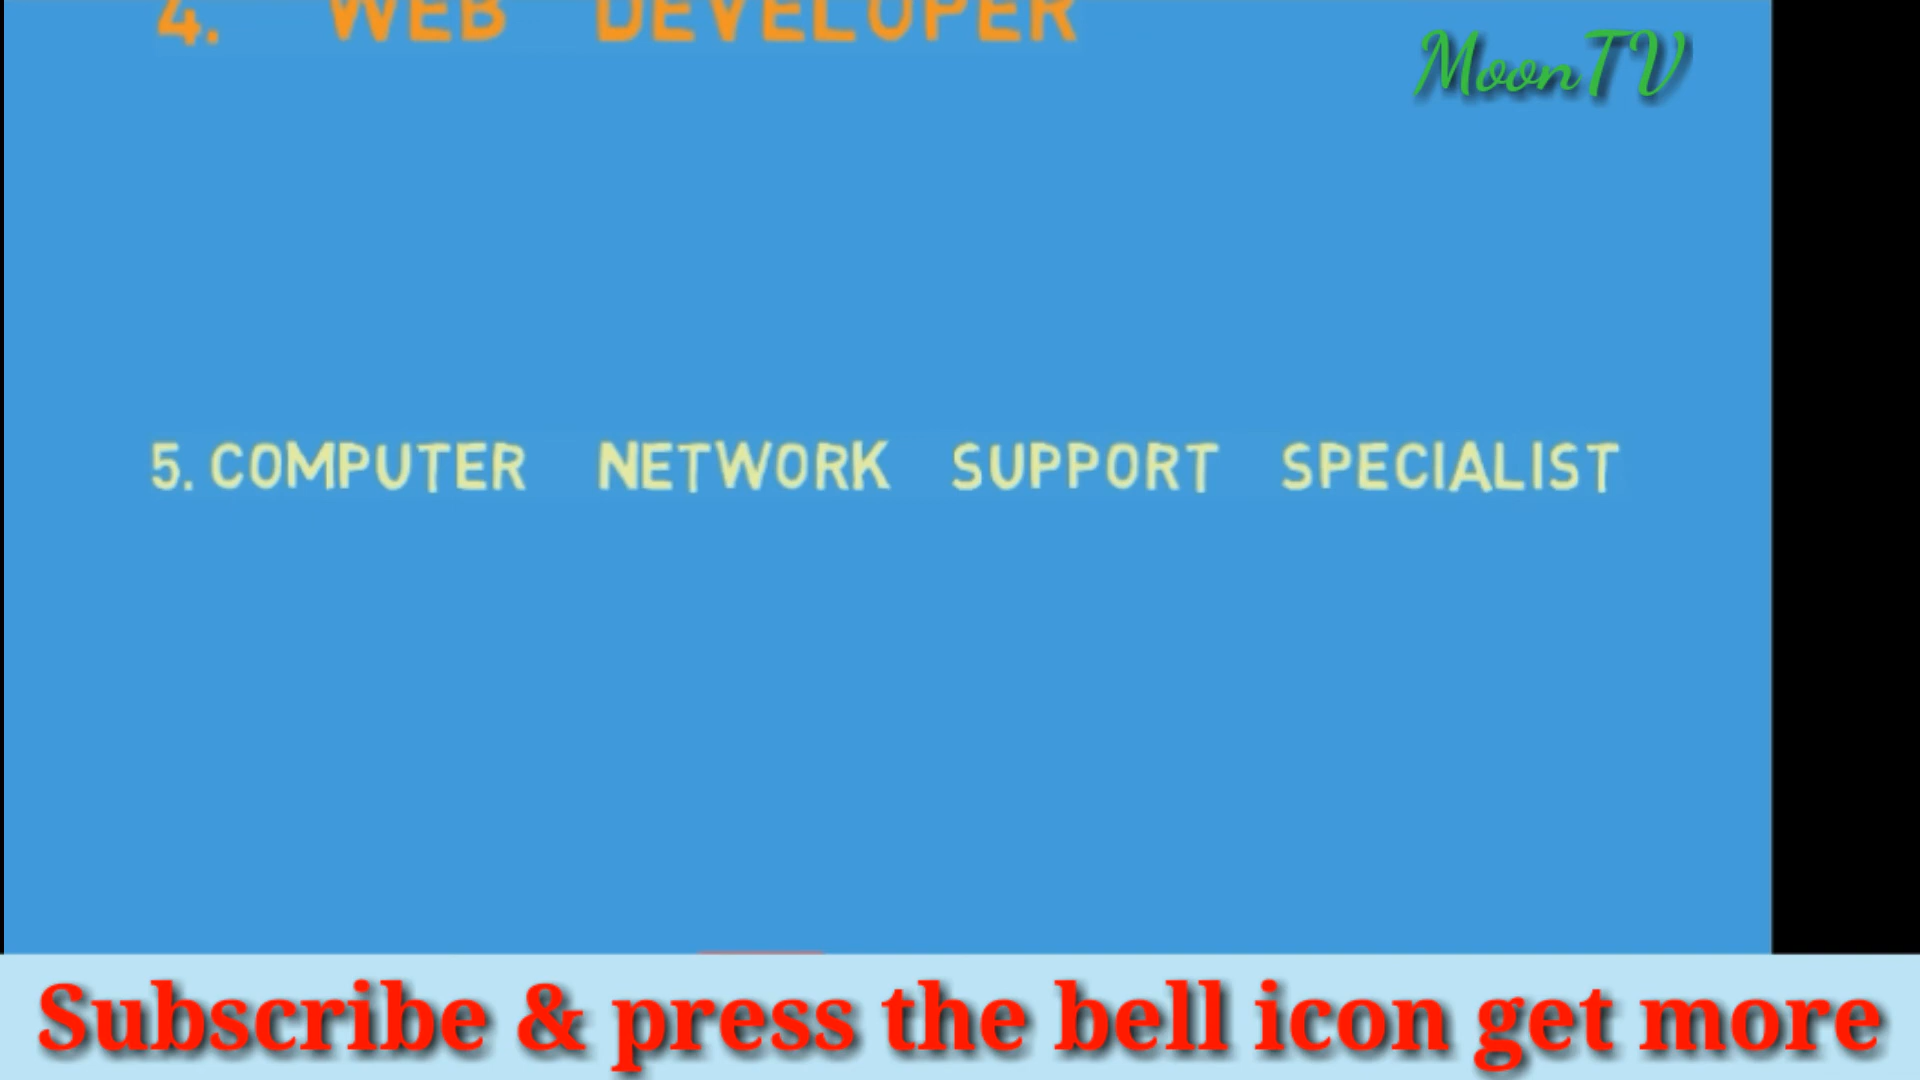 4. WEB DEVELOPER
MoonTV
5. COMPUTER NETWORK SUPPORT SPECIALIST
Subscribe & press the bell icon get more